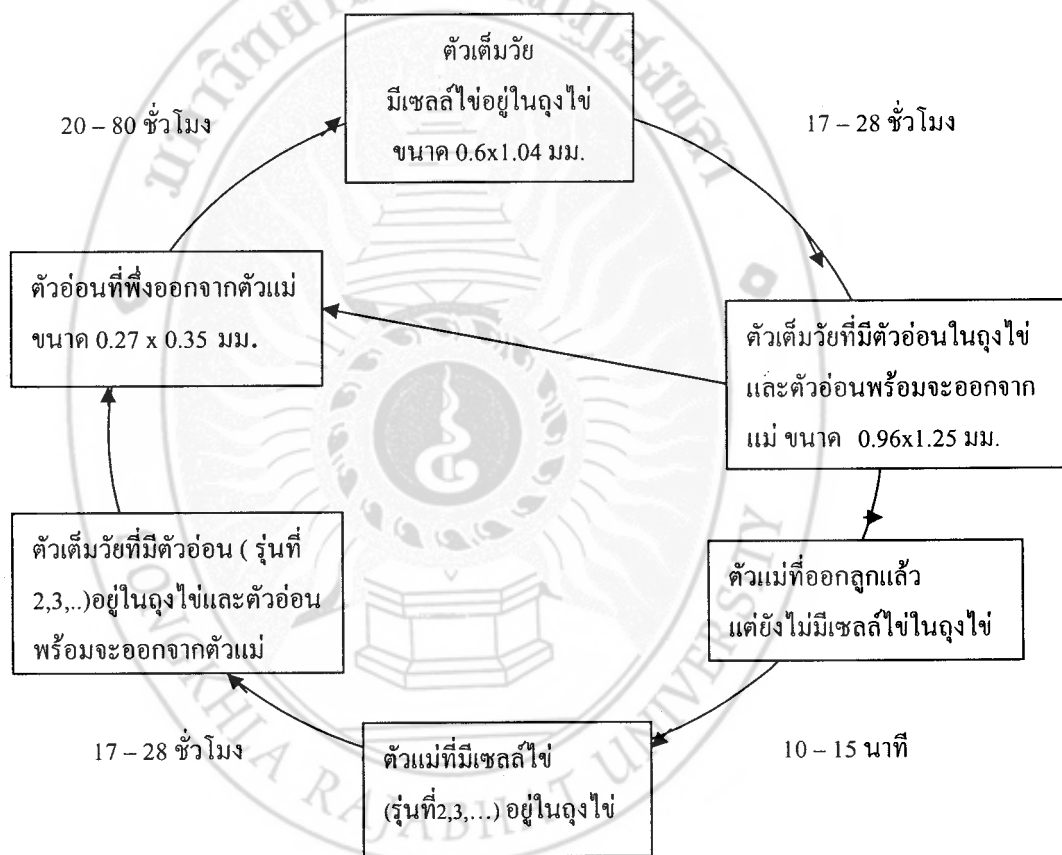 ตัวเต็มวัย
มีเซลล์ไข่อยู่ในถุงไข่
ขนาด 0.6x1.04 มม.
20 – 80 ชั่วโมง
17 – 28 ชั่วโมง
ตัวอ่อนที่พึ่งออกจากตัวแม่
ขนาด 0.27 x 0.35 มม.
ตัวเต็มวัยที่มีตัวอ่อนในถุงไข่
และตัวอ่อนพร้อมจะออกจาก
แม่ ขนาด 0.96x1.25 มม.
ตัวเต็มวัยที่มีตัวอ่อน ( รุ่นที่
2,3,..)อยู่ในถุงไข่และตัวอ่อน
พร้อมจะออกจากตัวแม่
ตัวแม่ที่ออกลูกแล้ว
แต่ยังไม่มีเซลล์ไข่ในถุงไข่
17 – 28 ชั่วโมง
ตัวแม่ที่มีเซลล์ไข่
(รุ่นที่2,3,...) อยู่ในถุงไข่
10 – 15 นาที
RAJABHAT UNIVERSITY